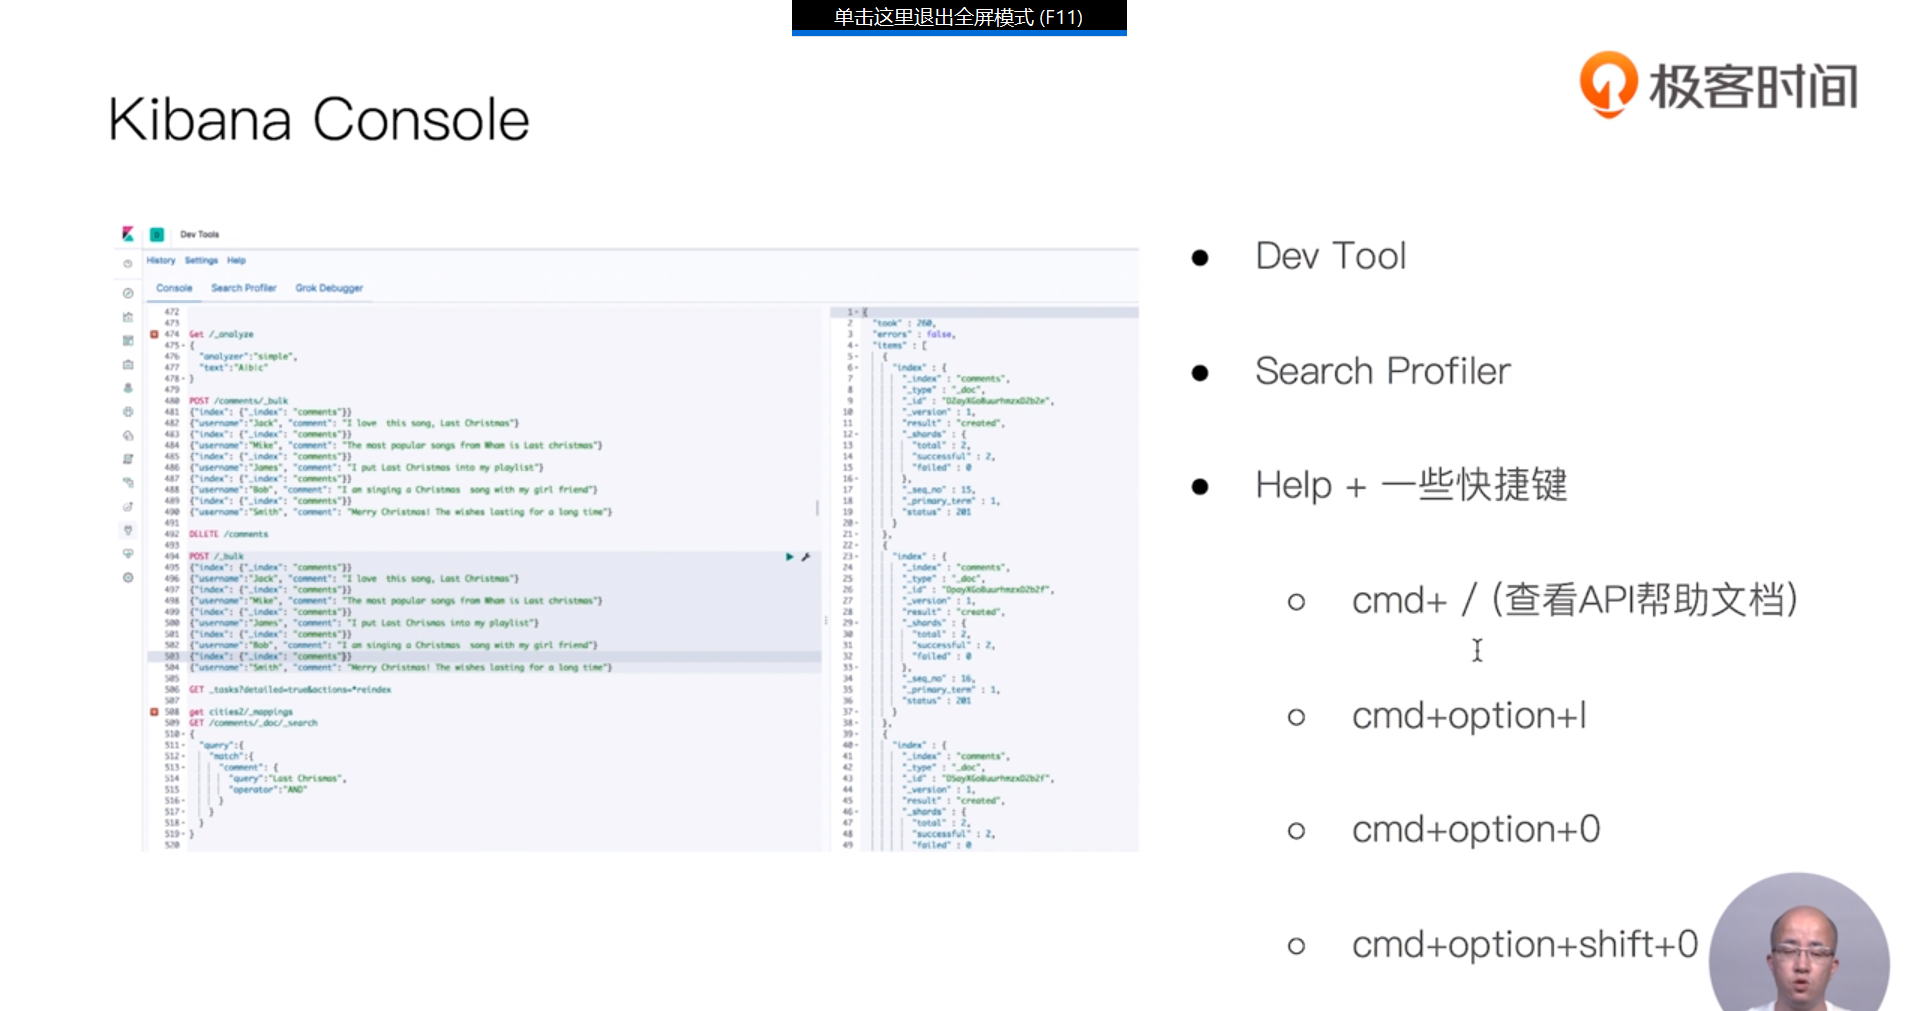 单击这里退出全屏模式 (F11)
极客时间
Kibana Console
Dev Tools
History Settings Help
Console Search Profiler Grok Debugger
472
473
474 Get /_analyze
475 {
476 "analyzer":"simple",
477 "text":"A|b|c"
478 }
479
480 POST /comments/_bulk
481 {"index": {"_index": "comments"}}
482 {"username":"Jack", "comment": "I love  this song, Last Christmas"}
483 {"index": {"_index": "comments"}}
484 {"username":"Mike", "comment": "The most popular songs from Wham is Last christmas"}
485 {"index": {"_index": "comments"}}
486 {"username":"James", "comment": "I put Last Christmas into my playlist"}
487 {"index": {"_index": "comments"}}
488 {"username":"Bob", "comment": "I am singing a Christmas  song with my girl friend"}
489 {"index": {"_index": "comments"}}
490 {"username":"Smith", "comment": "Merry Christmas! The wishes lasting for a long time"}
491
492 DELETE /comments
493
494 POST /_bulk
495 {"index": {"_index": "comments"}}
496 {"username":"Jack", "comment": "I love  this song, Last Christmas"}
497 {"index": {"_index": "comments"}}
498 {"username":"Mike", "comment": "The most popular songs from Wham is Last christmas"}
499 {"index": {"_index": "comments"}}
500 {"username":"James", "comment": "I put Last Chrismas into my playlist"}
501 {"index": {"_index": "comments"}}
502 {"username":"Bob", "comment": "I am singing a Christmas  song with my girl friend"}
503 {"index": {"_index": "comments"}}
504 {"username":"Smith", "comment": "Merry Christmas! The wishes lasting for a long time"}
505
506 GET _tasks?detailed=true&actions=*reindex
507
508 get cities2/_mappings
509 GET /comments/_doc/_search
510 {
511 "query":{
512 "match":{
513 "comment": {
514 "query":"Last Chrismas",
515 "operator":"AND"
516 }
517 }
518 }
519 }
520
1 {
2 "took" : 260,
3 "errors" : false,
4 "items" : [
5 {
6 "index" : {
7 "_index" : "comments",
8 "_type" : "_doc",
9 "_id" :
10 "_version" : 1,
11 "result" : "created",
12 "_shards" : {
13 "total" : 2,
14 "successful" : 2,
15 "failed" : 0
16 },
17 "_seq_no" : 15,
18 "_primary_term" : 1,
19 "status" : 201
20 }
21 },
22 {
23 "index" : {
24 "_index" : "comments",
25 "_type" : "_doc",
26 "_id" :
27 "_version" : 1,
28 "result" : "created",
29 "_shards" : {
30 "total" : 2,
31 "successful" : 2,
32 "failed" : 0
33 },
34 "_seq_no" : 16,
35 "_primary_term" : 1,
36 "status" : 201
37 }
38 },
39 {
40 "index" : {
41 "_index" : "comments",
42 "_type" : "_doc",
43 "_id" :
44 "_version" : 1,
45 "result" : "created",
46 "_shards" : {
47 "total" : 2,
48 "successful" : 2,
49 "failed" : 0
● Dev Tool
● Search Profiler
● Help + 一些快捷键
○ cmd+ / (查看API帮助文档)
○ cmd+option+l
○ cmd+option+0
○ cmd+option+shift+0